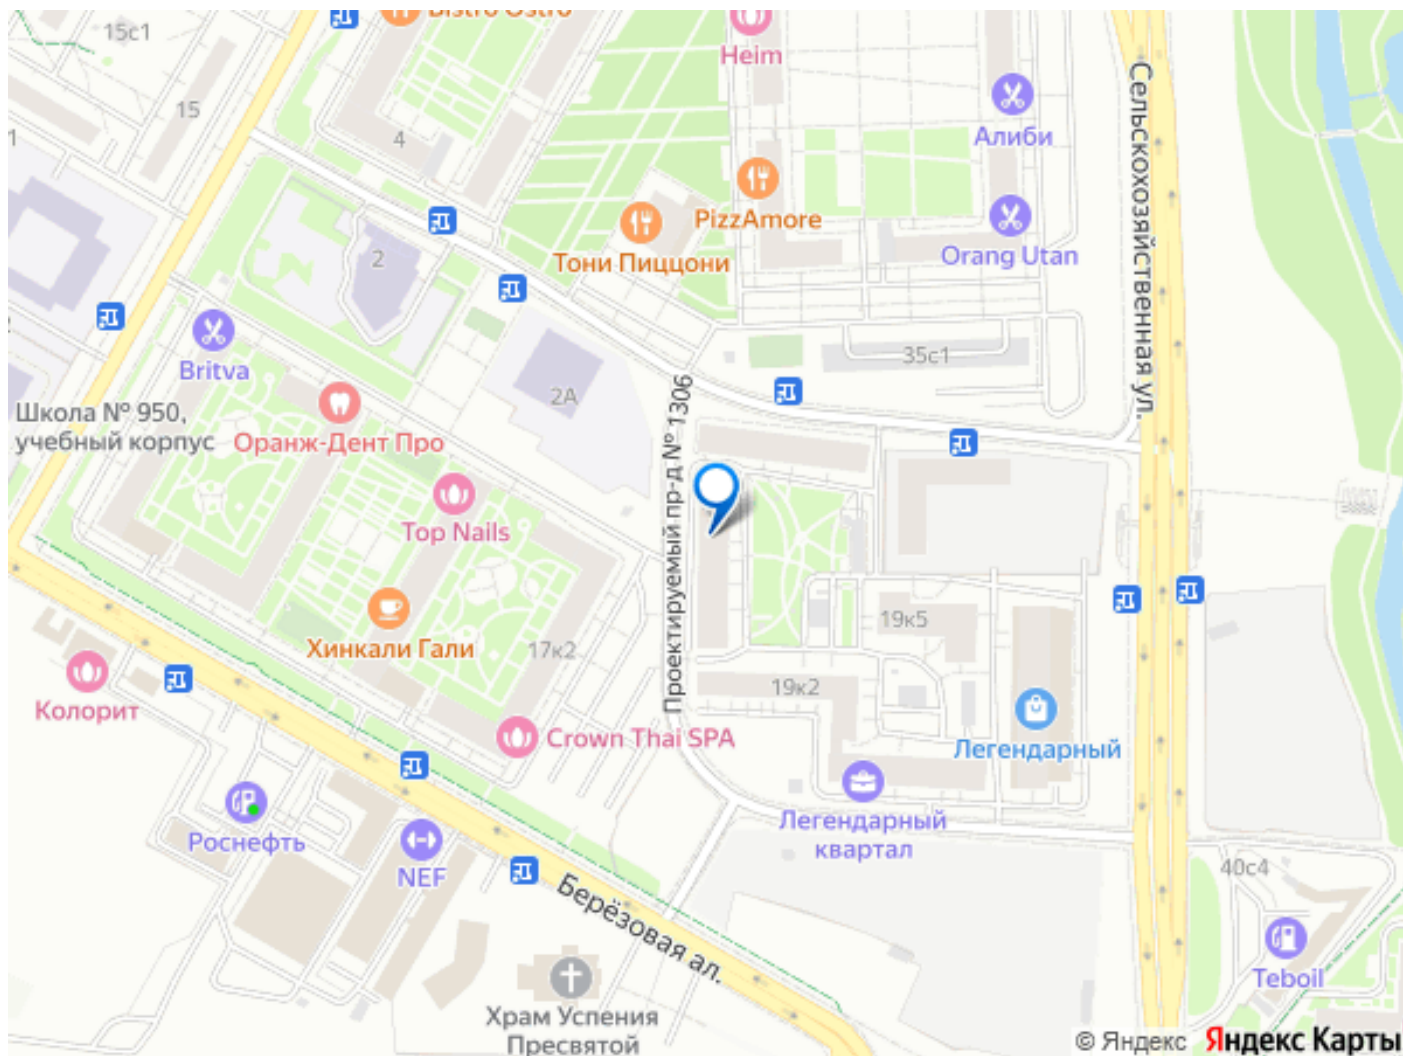 Bistro Ostro
15с1
Heim
15
4
Алиби
PizzAmore
Тони Пиццони
Orang Utan
2
Сельскохозяйственная ул.
35с1
Britva
2А
Школа № 950,
учебный корпус
Оранж-Дент Про
Проектируемый пр-д № 1306
Top Nails
Хинкали Гали
17к2
19к5
19к2
Колорит
Crown Thai SPA
Легендарный
Легендарный
квартал
Роснефть
NEF
40с4
Берёзовая ал.
Teboil
Храм Успения
Пресвятой
© Яндекс Яндекс Карты